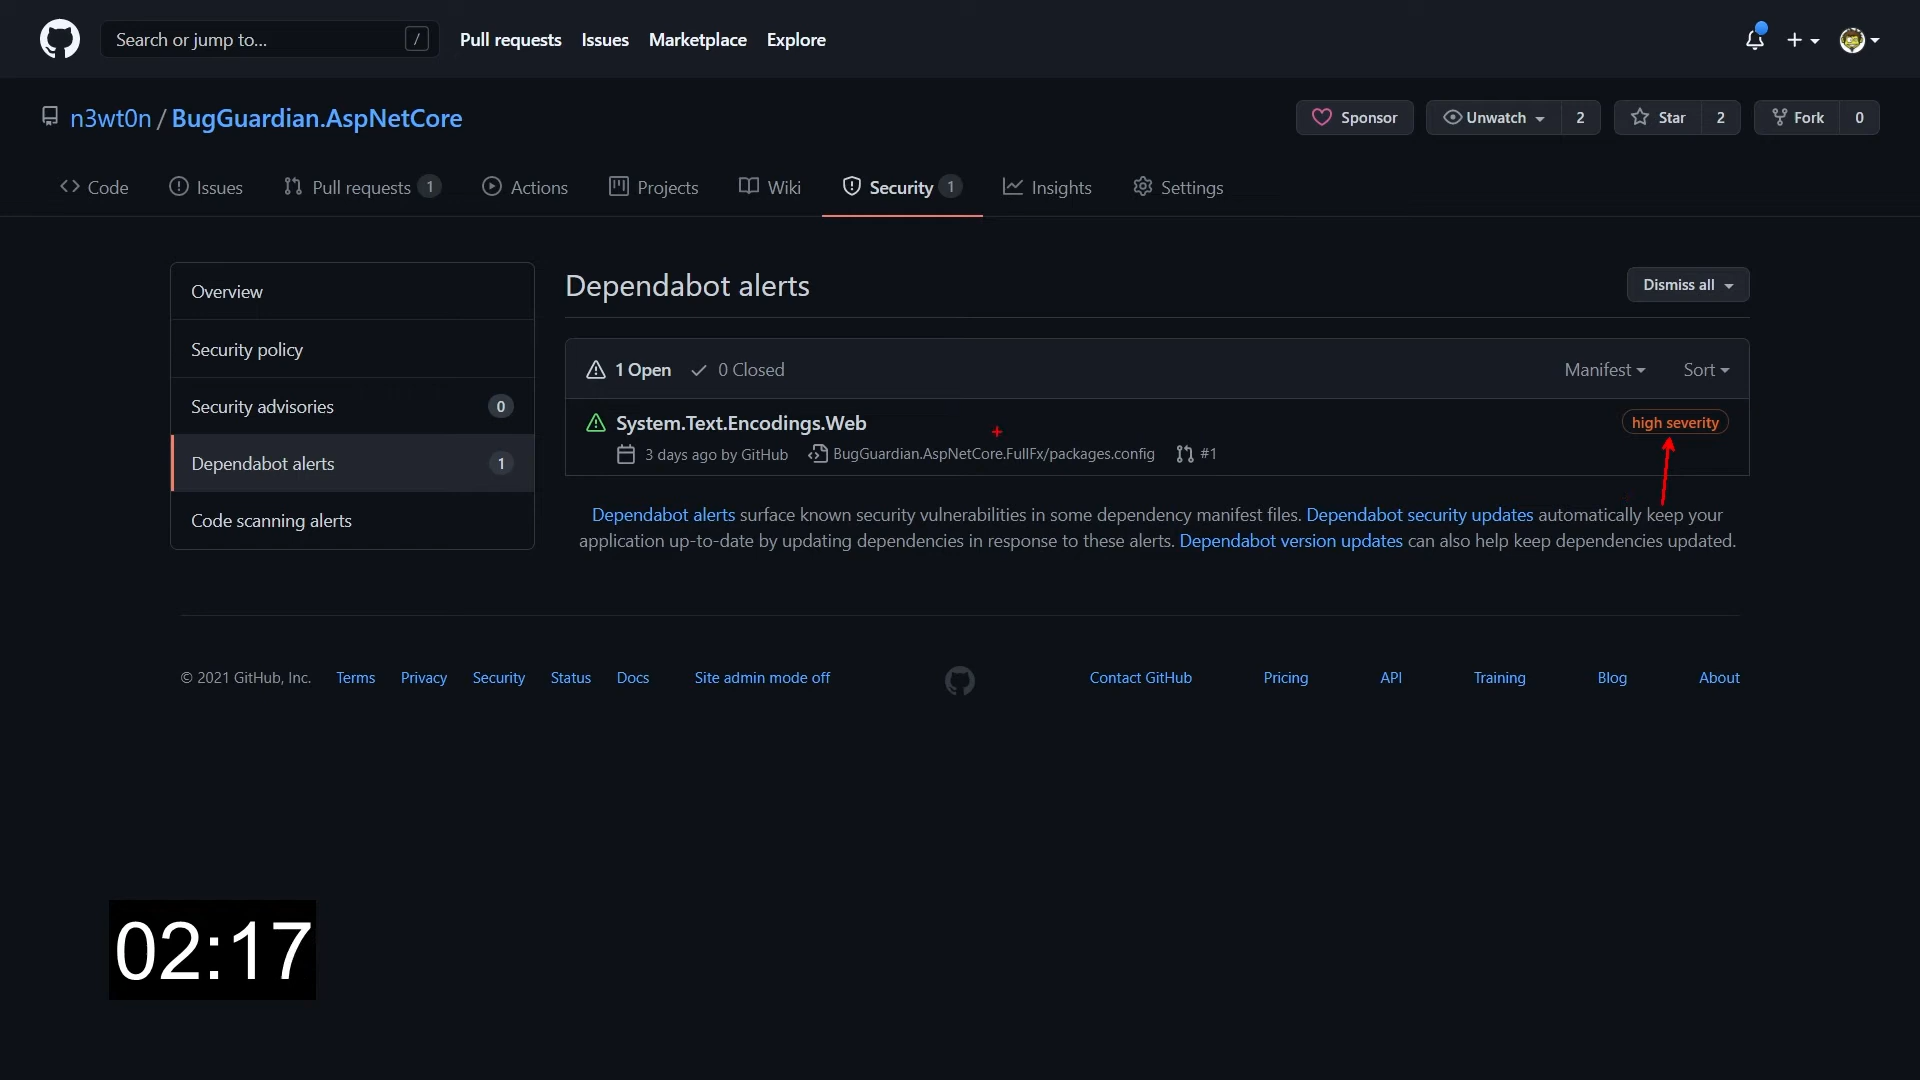 Search or jump to... /
Pull requests Issues Marketplace Explore
n3wt0n / BugGuardian.AspNetCore
Sponsor Unwatch 2 Star 2 Fork 0
Code Issues Pull requests 1 Actions Projects Wiki Security 1 Insights Settings
Overview
Security policy
Security advisories 0
Dependabot alerts 1
Code scanning alerts
Dependabot alerts
Dismiss all
1 Open 0 Closed Manifest Sort
System.Text.Encodings.Web high severity
3 days ago by GitHub BugGuardian.AspNetCore.FullFx/packages.config #1
Dependabot alerts surface known security vulnerabilities in some dependency manifest files. Dependabot security updates automatically keep your
application up-to-date by updating dependencies in response to these alerts. Dependabot version updates can also help keep dependencies updated.
© 2021 GitHub, Inc. Terms Privacy Security Status Docs Site admin mode off Contact GitHub Pricing API Training Blog About
02:17